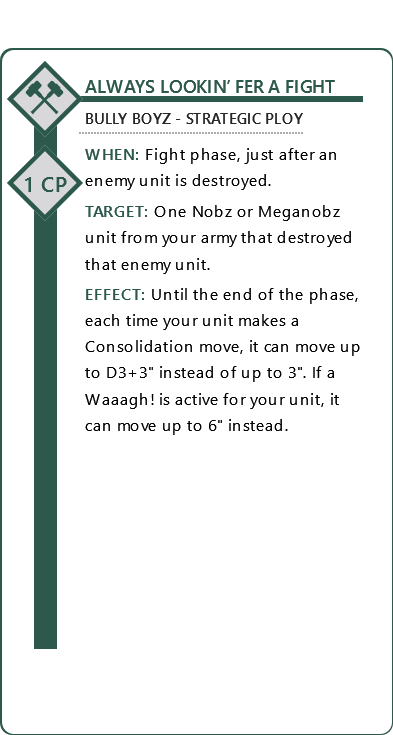 ALWAYS LOOKIN’ FER A FIGHT
BULLY BOYZ - STRATEGIC PLOY
1 CP
WHEN: Fight phase, just after an
enemy unit is destroyed.
TARGET: One Nobz or Meganobz
unit from your army that destroyed
that enemy unit.
EFFECT: Until the end of the phase,
each time your unit makes a
Consolidation move, it can move up
to D3+3" instead of up to 3". If a
Waaagh! is active for your unit, it
can move up to 6" instead.